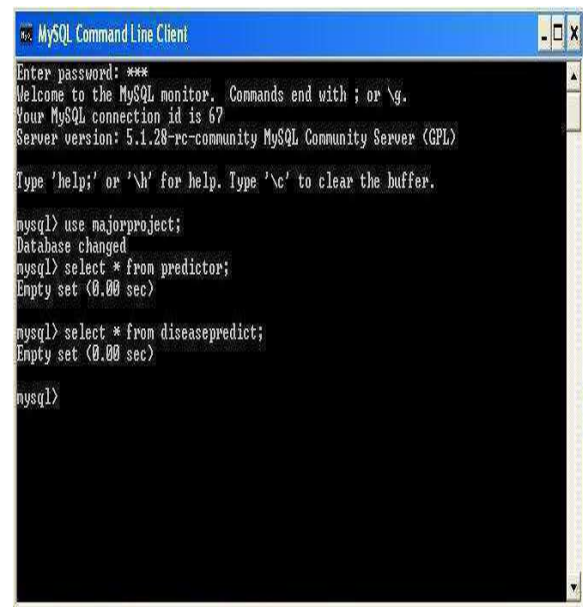 MySQL Command Line Client
Enter password: ***
Welcome to the MySQL monitor. Commands end with ; or \g.
Your MySQL connection id is 67
Server version: 5.1.28-rc-community MySQL Community Server (GPL)
Type 'help;' or '\h' for help. Type '\c' to clear the buffer.
mysql> use majorproject;
Database changed
mysql> select * from predictor;
Empty set (0.00 sec)
mysql> select * from diseasepredict;
Empty set (0.00 sec)
mysql>